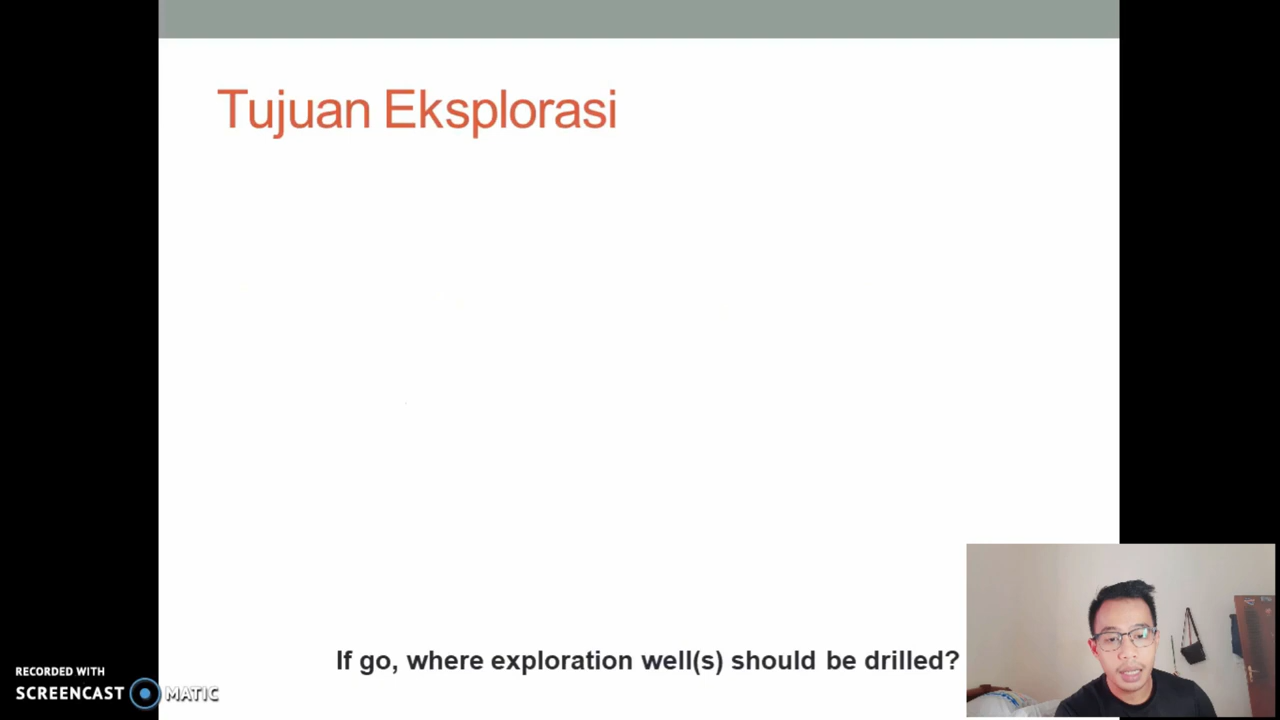 Tujuan Eksplorasi
If go, where exploration well(s) should be drilled?
RECORDED WITH
SCREENCAST MATIC